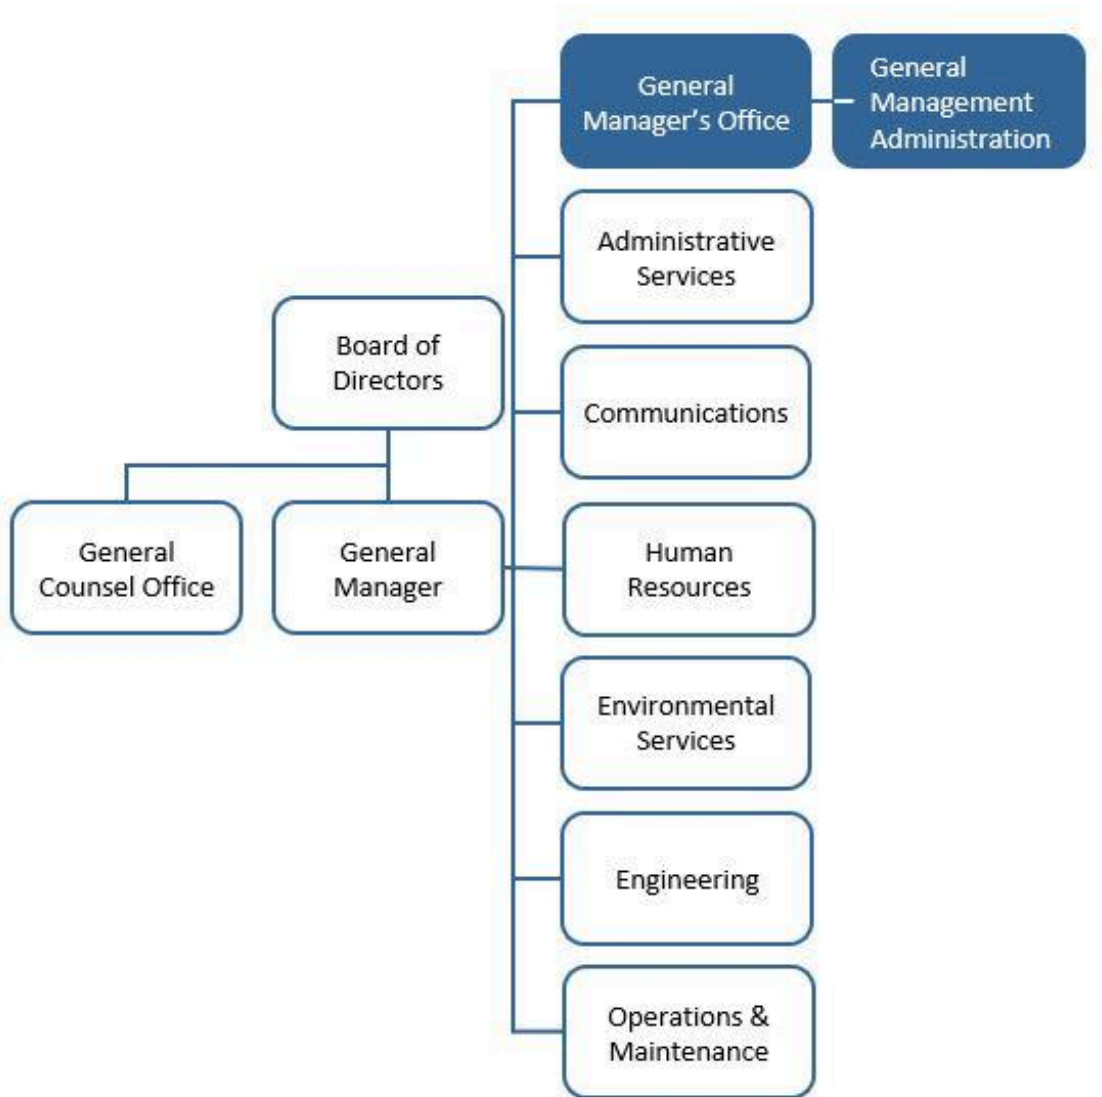 General
Manager's Office
General
Management
Administration
Administrative
Services
Board of
Directors
Communications
General
Counsel Office
General
Manager
Human
Resources
Environmental
Services
Engineering
Operations &
Maintenance